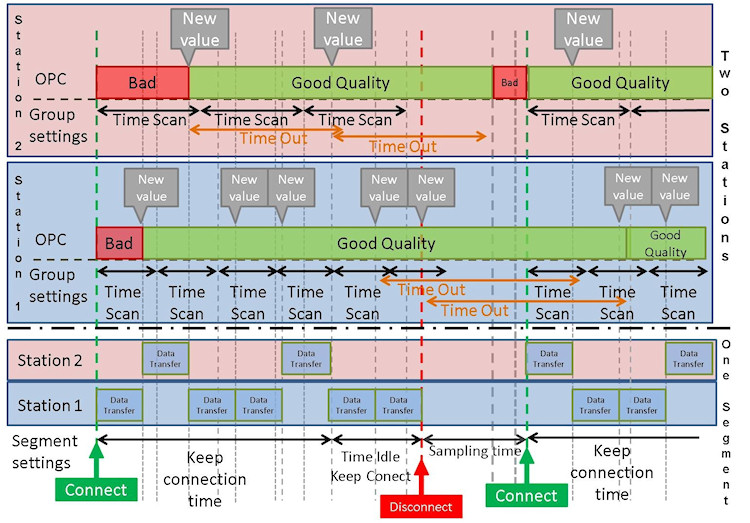 Station 2
New value
New value
New value
OPC
Bad
Good Quality
Bad
Good Quality
Group settings
Time Scan
Time Scan
Time Scan
Time Scan
Time Out
Time Out
Two Stations
Station 1
New value
New value
New value
New value
New value
New value
New value
OPC
Bad
Good Quality
Good Quality
Group settings
Time Scan
Time Scan
Time Scan
Time Scan
Time Scan
Time Scan
Time Scan
Time Scan
Time Out
Time Out
Station 2
Data Transfer
Data Transfer
Data Transfer
Data Transfer
Station 1
Data Transfer
Data Transfer
Data Transfer
Data Transfer
Data Transfer
Data Transfer
Data Transfer
One Segment
Segment settings
Keep connection time
Time Idle Keep Conect
Sampling time
Keep connection time
Connect
Disconnect
Connect